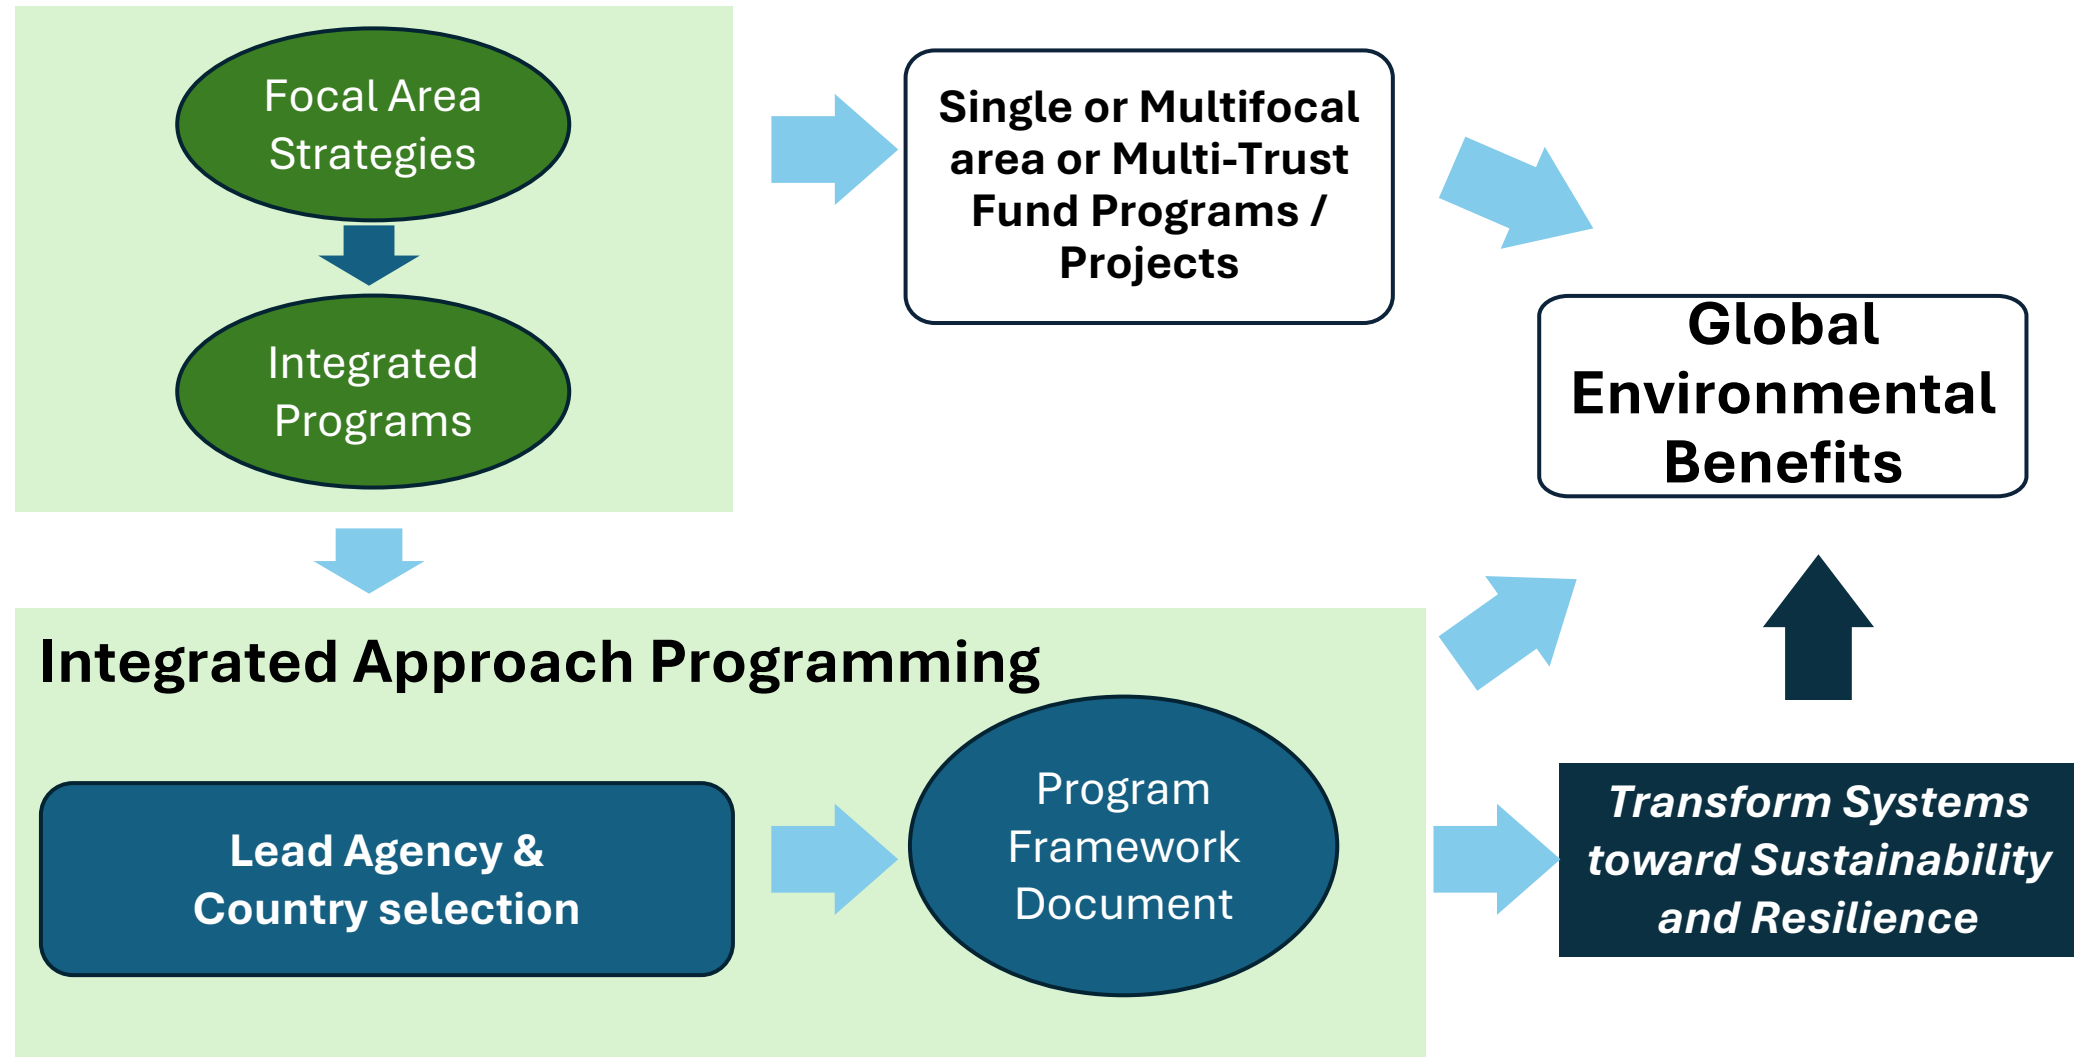 Focal Area
Strategies
Integrated
Programs
Single or Multifocal
area or Multi-Trust
Fund Programs /
Projects
Global
Environmental
Benefits
Integrated Approach Programming
Lead Agency &
Country selection
Program
Framework
Document
Transform Systems
toward Sustainability
and Resilience